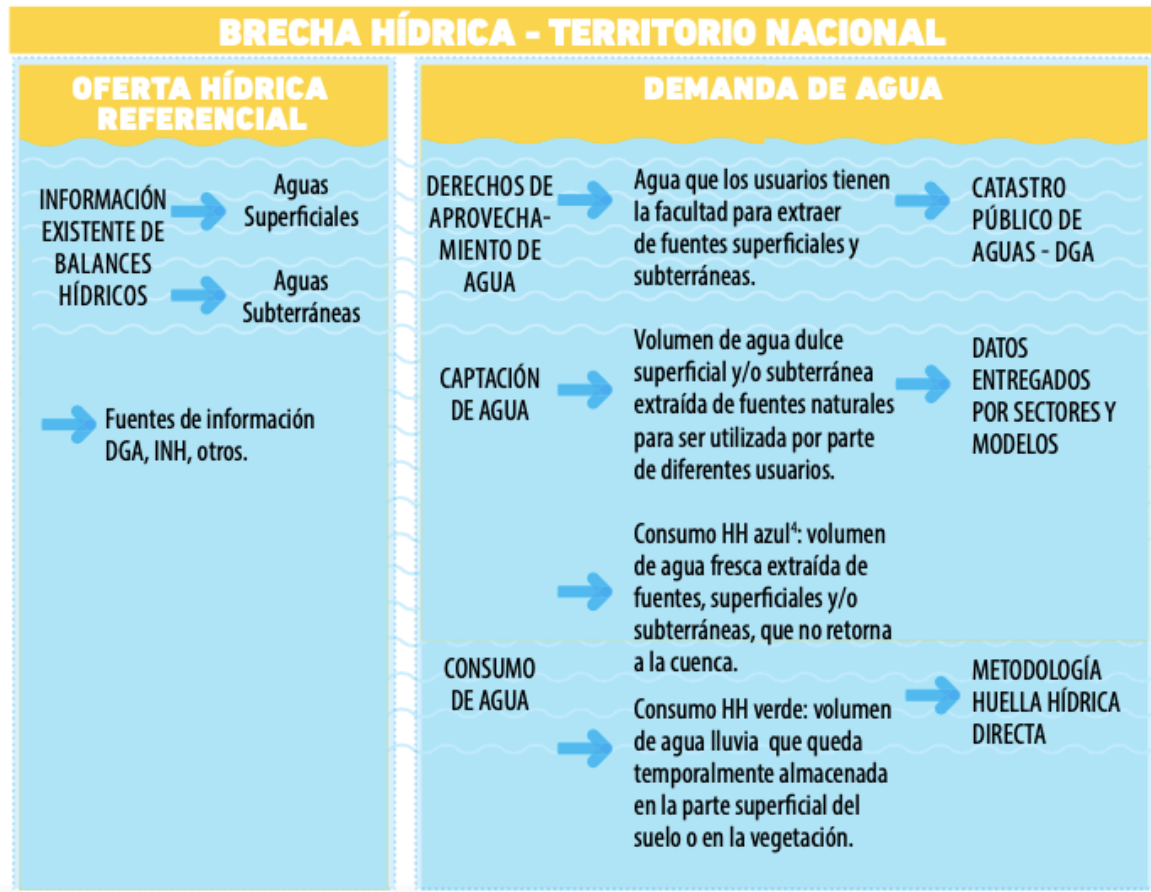 BRECHA HÍDRICA - TERRITORIO NACIONAL
OFERTA HÍDRICA
REFERENCIAL
INFORMACIÓN
EXISTENTE DE
BALANCES
HÍDRICOS
Aguas
Superficiales
Aguas
Subterráneas
Fuentes de información
DGA, INH, otros.
DEMANDA DE AGUA
DERECHOS DE
APROVECHA-
MIENTO DE
AGUA
Agua que los usuarios tienen
la facultad para extraer
de fuentes superficiales y
subterráneas.
CATASTRO
PÚBLICO DE
AGUAS - DGA
CAPTACIÓN
DE AGUA
Volumen de agua dulce
superficial y/o subterránea
extraída de fuentes naturales
para ser utilizada por parte
de diferentes usuarios.
DATOS
ENTREGADOS
POR SECTORES Y
MODELOS
CONSUMO
DE AGUA
Consumo HH azul⁴: volumen
de agua fresca extraída de
fuentes, superficiales y/o
subterráneas, que no retorna
a la cuenca.
Consumo HH verde: volumen
de agua lluvia que queda
temporalmente almacenada
en la parte superficial del
suelo o en la vegetación.
METODOLOGÍA
HUELLA HÍDRICA
DIRECTA